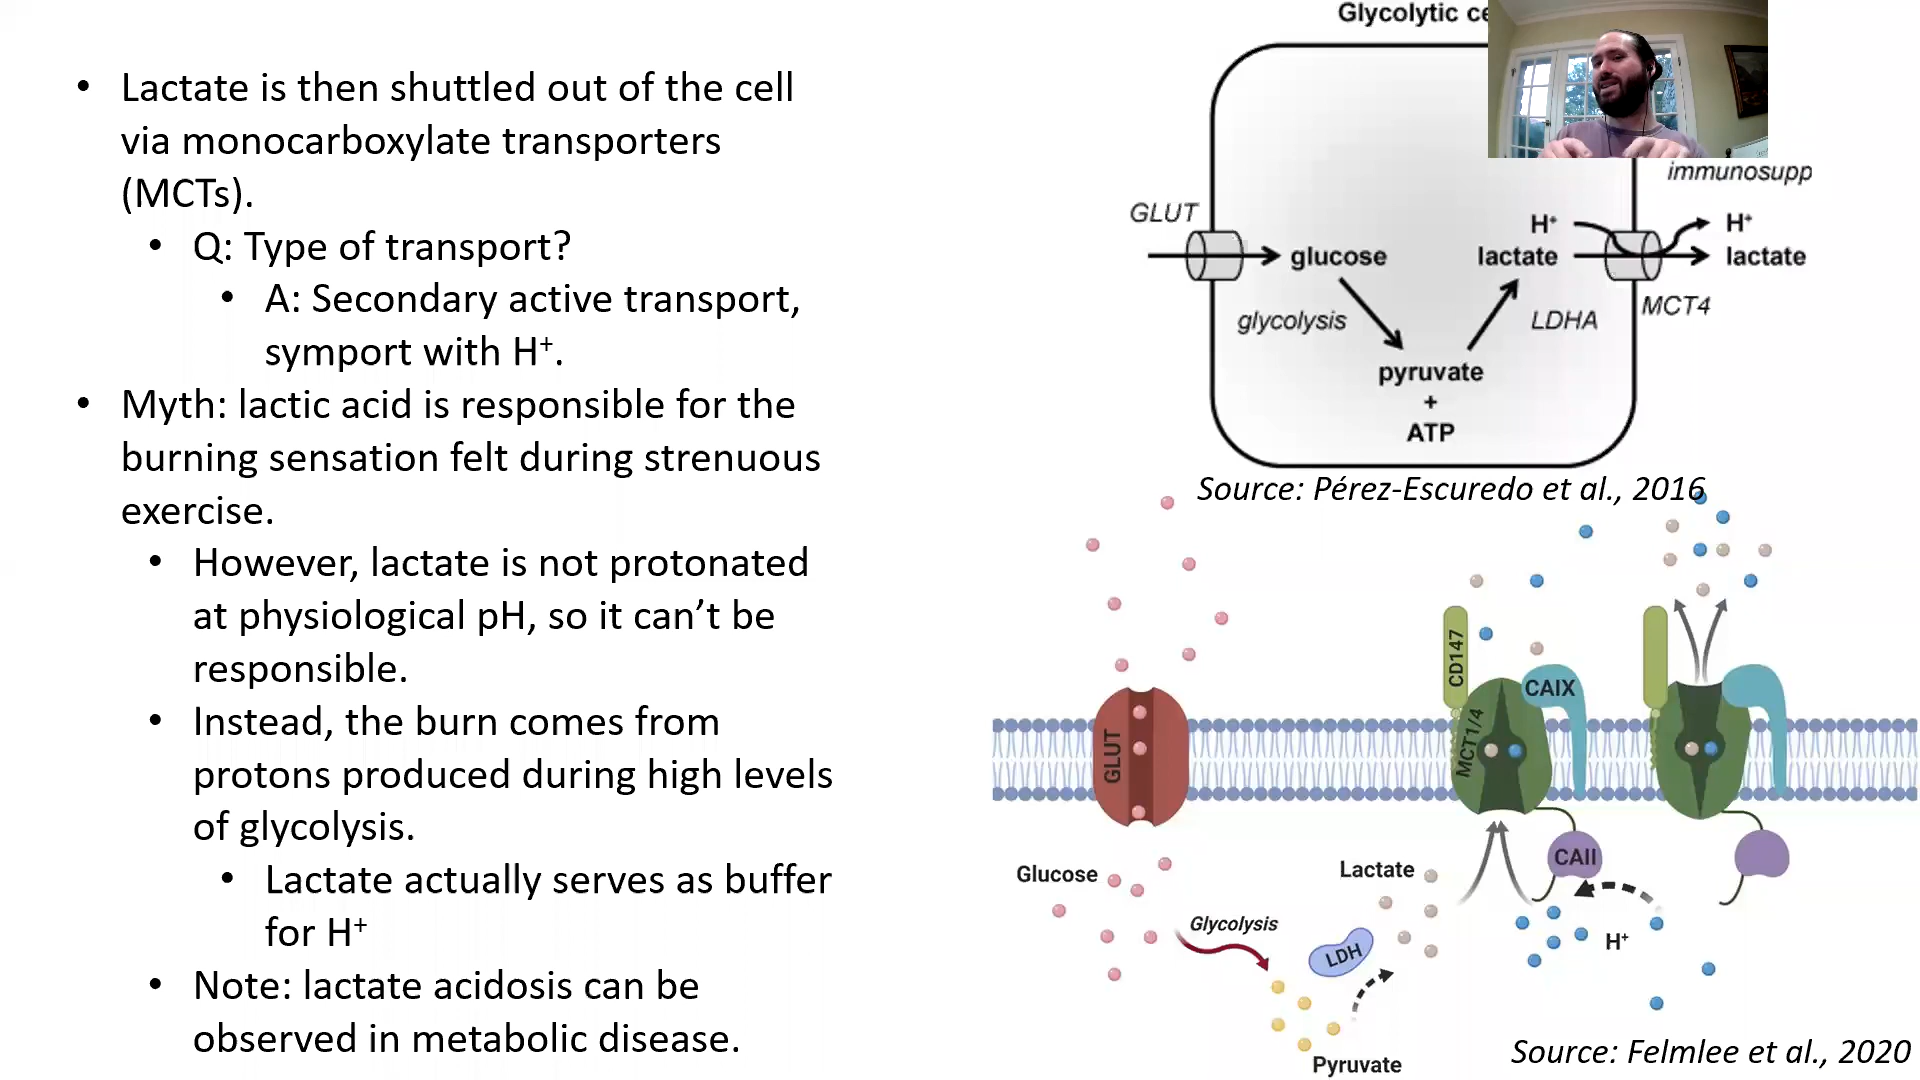 Lactate is then shuttled out of the cell
via monocarboxylate transporters
(MCTs).
Q: Type of transport?
A: Secondary active transport,
symport with H⁺.
Myth: lactic acid is responsible for the
burning sensation felt during strenuous
exercise.
However, lactate is not protonated
at physiological pH, so it can’t be
responsible.
Instead, the burn comes from
protons produced during high levels
of glycolysis.
Lactate actually serves as buffer
for H⁺
Note: lactate acidosis can be
observed in metabolic disease.
Glycolytic
immunosupp
GLUT
H⁺
H⁺
glucose
lactate
lactate
glycolysis
LDHA
MCT4
pyruvate
+
ATP
Source: Pérez-Escuredo et al., 2016
CD147
CAIX
GLUT
MCT1/4
CAII
Glucose
Lactate
Glycolysis
LDH
H⁺
Pyruvate
Source: Felmlee et al., 2020